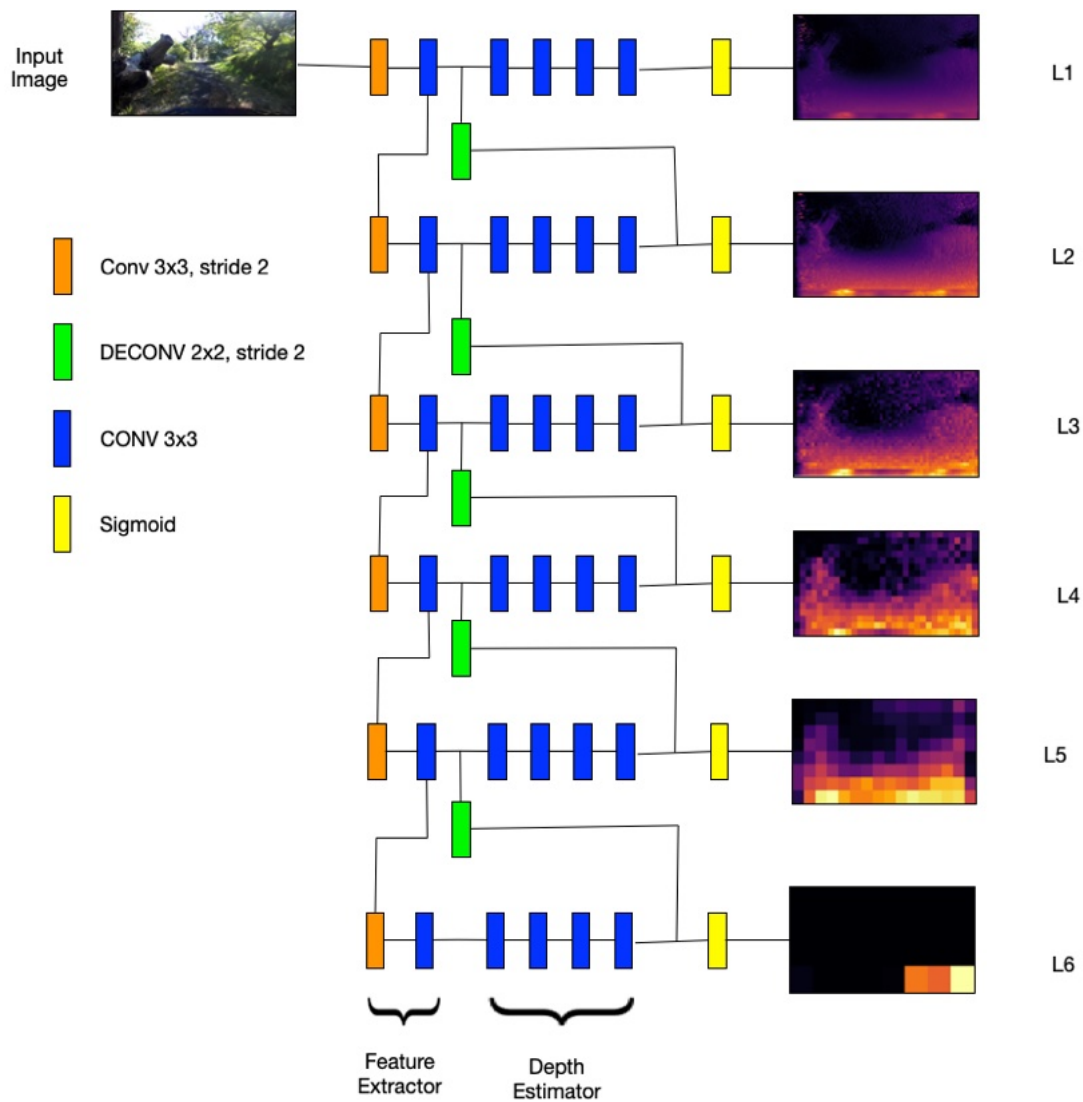 Input
Image
L1
L2
Conv 3x3, stride 2
DECONV 2x2, stride 2
CONV 3x3
L3
Sigmoid
L4
L5
L6
Feature
Extractor
Depth
Estimator